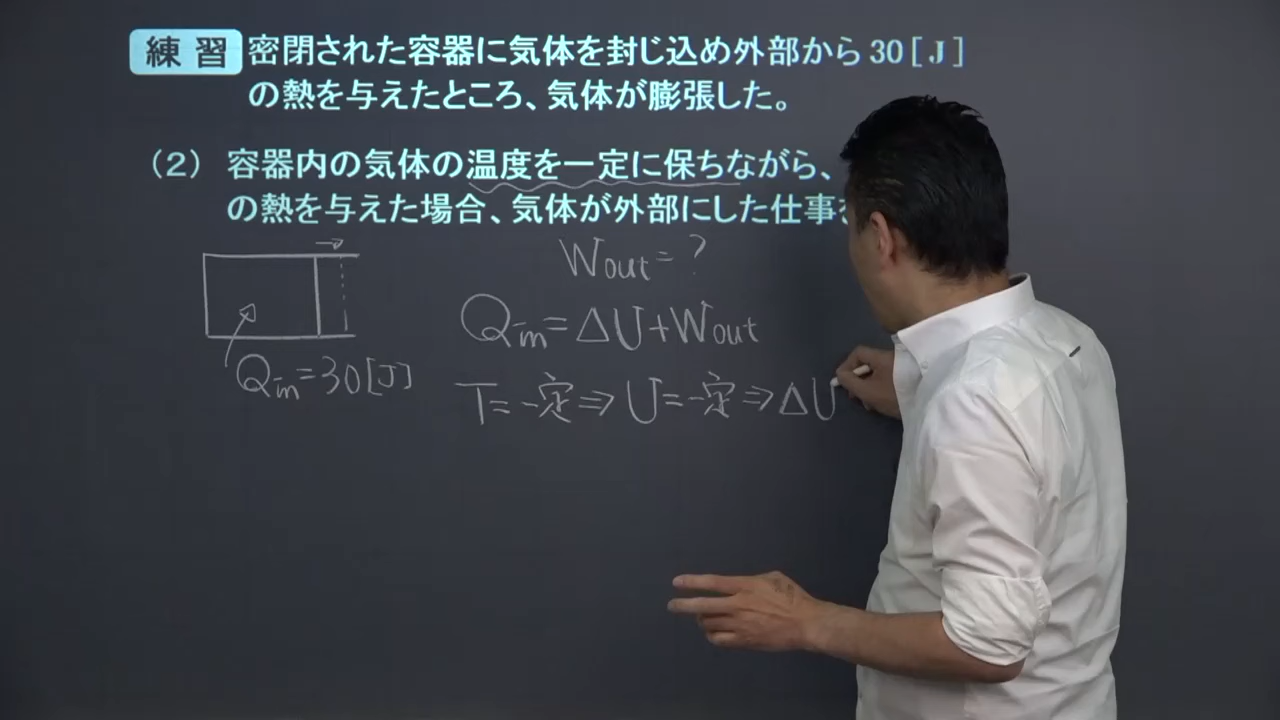 練習 密閉された容器に気体を封じ込め外部から30[J]
の熱を与えたところ、気体が膨張した。
(2) 容器内の気体の温度を一定に保ちながら、
の熱を与えた場合、気体が外部にした仕事
Wout=?
Qin=ΔU+Wout
Qin=30[J]
T=一定⇒U=一定⇒ΔU